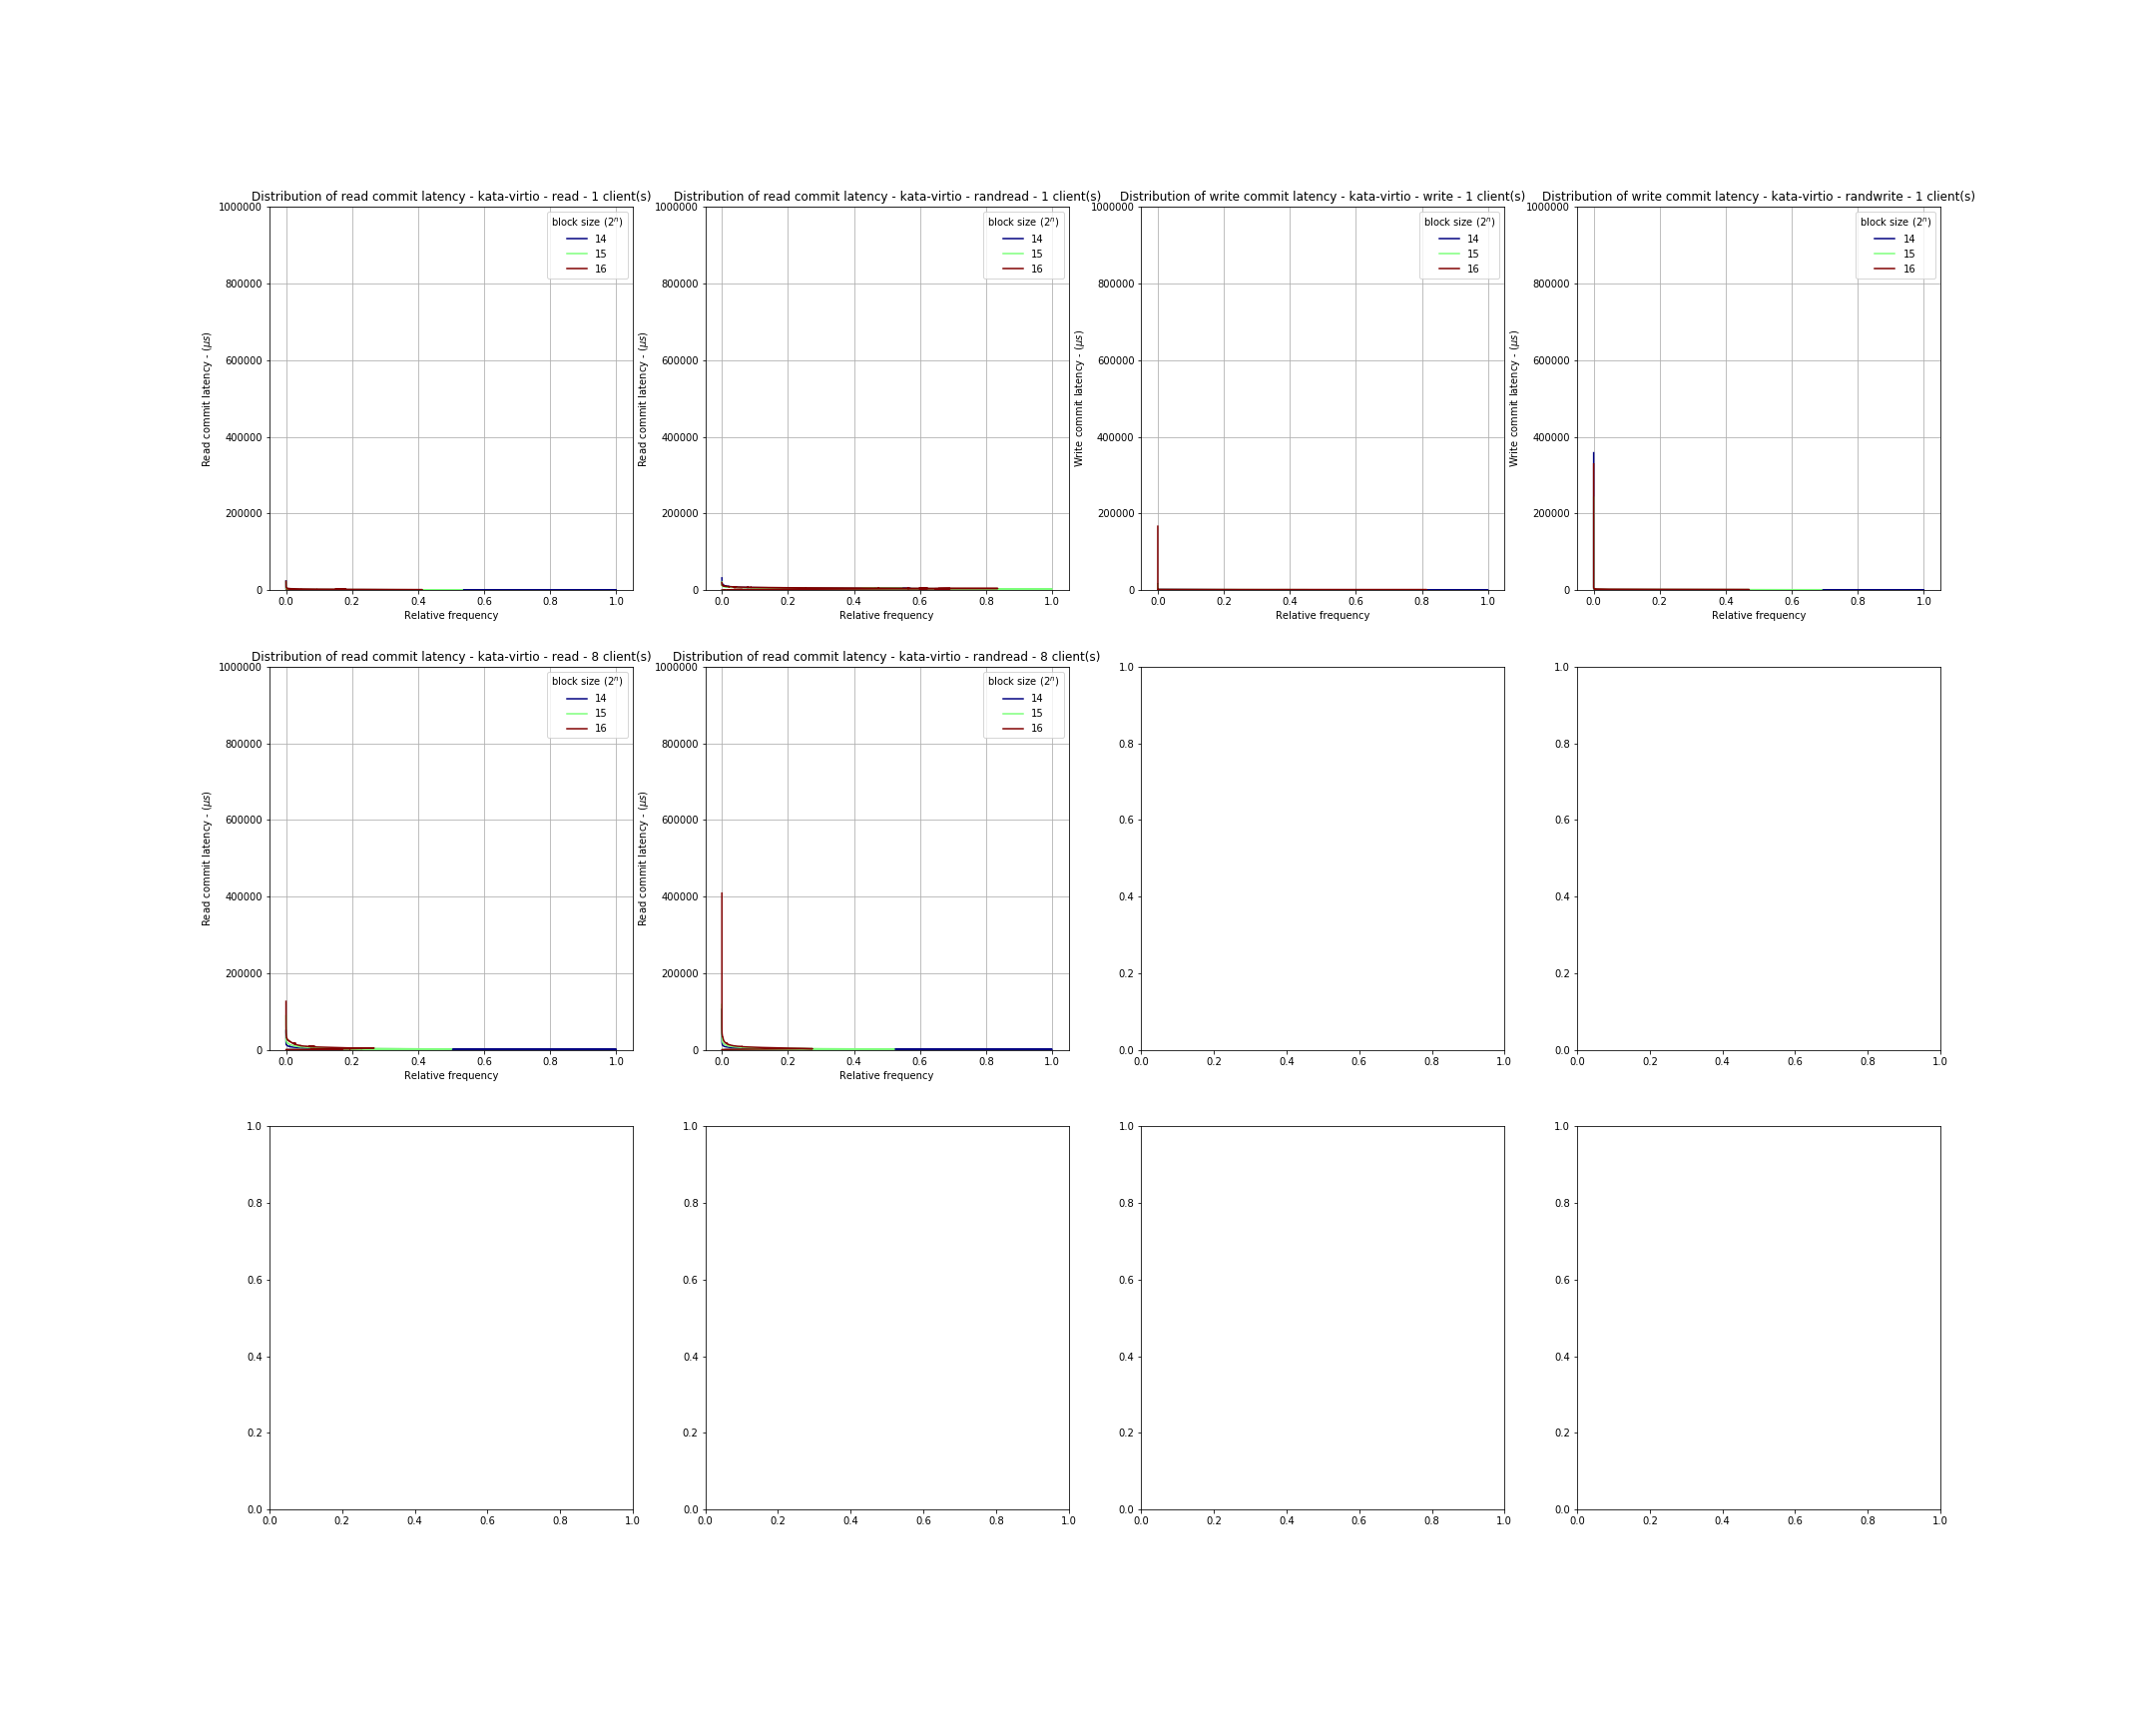 Distribution of read commit latency - kata-virtio - read - 1 client(s)
1000000
800000
600000
400000
200000
0
Read commit latency - (μs)
block size (2ⁿ)
14
15
16
0.0 0.2 0.4 0.6 0.8 1.0
Relative frequency
Distribution of read commit latency - kata-virtio - randread - 1 client(s)
1000000
800000
600000
400000
200000
0
Read commit latency - (μs)
block size (2ⁿ)
14
15
16
0.0 0.2 0.4 0.6 0.8 1.0
Relative frequency
Distribution of write commit latency - kata-virtio - write - 1 client(s)
1000000
800000
600000
400000
200000
0
Write commit latency - (μs)
block size (2ⁿ)
14
15
16
0.0 0.2 0.4 0.6 0.8 1.0
Relative frequency
Distribution of write commit latency - kata-virtio - randwrite - 1 client(s)
1000000
800000
600000
400000
200000
0
Write commit latency - (μs)
block size (2ⁿ)
14
15
16
0.0 0.2 0.4 0.6 0.8 1.0
Relative frequency
Distribution of read commit latency - kata-virtio - read - 8 client(s)
1000000
800000
600000
400000
200000
0
Read commit latency - (μs)
block size (2ⁿ)
14
15
16
0.0 0.2 0.4 0.6 0.8 1.0
Relative frequency
Distribution of read commit latency - kata-virtio - randread - 8 client(s)
1000000
800000
600000
400000
200000
0
Read commit latency - (μs)
block size (2ⁿ)
14
15
16
0.0 0.2 0.4 0.6 0.8 1.0
Relative frequency
1.0
0.8
0.6
0.4
0.2
0.0
0.0 0.2 0.4 0.6 0.8 1.0
1.0
0.8
0.6
0.4
0.2
0.0
0.0 0.2 0.4 0.6 0.8 1.0
1.0
0.8
0.6
0.4
0.2
0.0
0.0 0.2 0.4 0.6 0.8 1.0
1.0
0.8
0.6
0.4
0.2
0.0
0.0 0.2 0.4 0.6 0.8 1.0
1.0
0.8
0.6
0.4
0.2
0.0
0.0 0.2 0.4 0.6 0.8 1.0
1.0
0.8
0.6
0.4
0.2
0.0
0.0 0.2 0.4 0.6 0.8 1.0